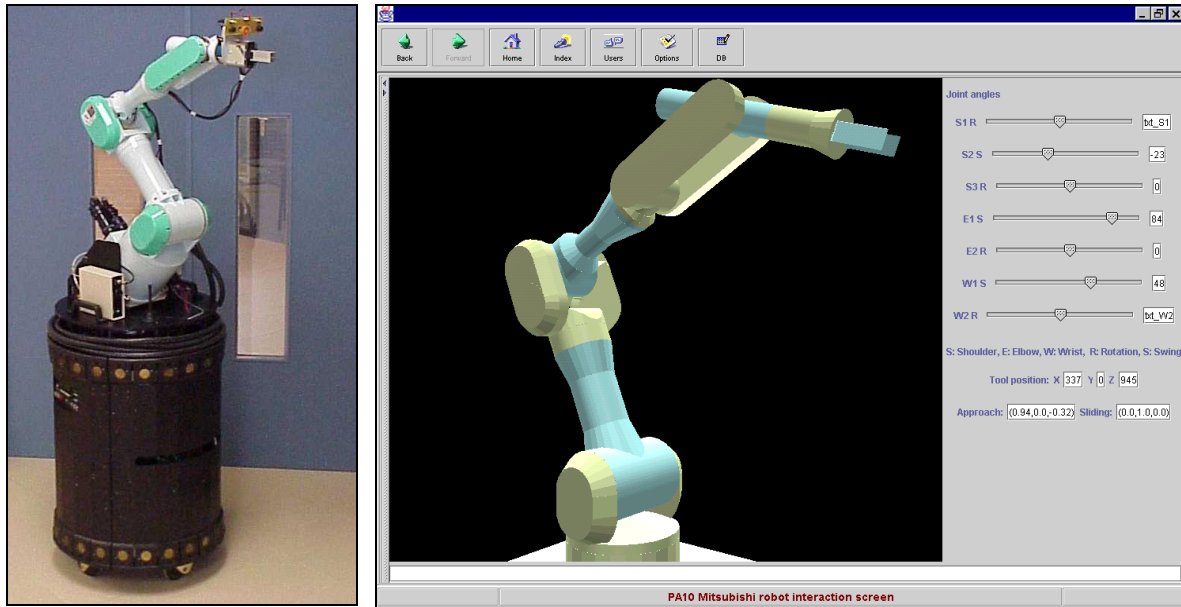 Back Forward Home Index Users Options DB
Joint angles
S1 R txt_S1
S2 S -23
S3 R 0
E1 S 84
E2 R 0
W1 S 48
W2 R txt_W2
S: Shoulder, E: Elbow, W: Wrist, R: Rotation, S: Swing
Tool position: X 337 Y 0 Z 945
Approach: (0.94,0.0,-0.32) Sliding: (0.0,1.0,0.0)
PA10 Mitsubishi robot interaction screen